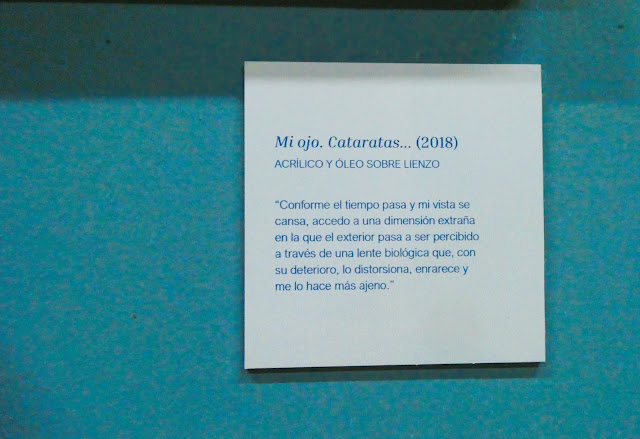 Mi ojo. Cataratas... (2018)
ACRÍLICO Y ÓLEO SOBRE LIENZO
“Conforme el tiempo pasa y mi vista se
cansa, accedo a una dimensión extraña
en la que el exterior pasa a ser percibido
a través de una lente biológica que, con
su deterioro, lo distorsiona, enrarece y
me lo hace más ajeno.”